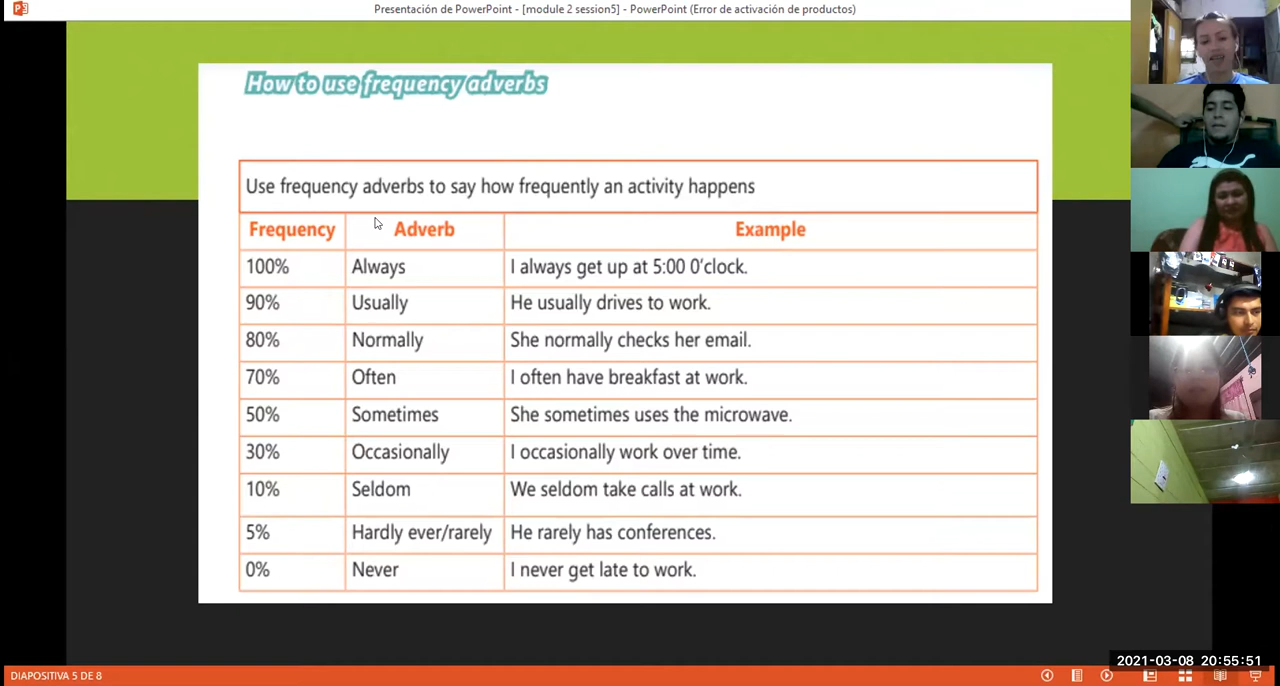 Presentación de PowerPoint - [module 2 session5] - PowerPoint (Error de activación de productos)
How to use frequency adverbs
Use frequency adverbs to say how frequently an activity happens
Frequency Adverb Example
100% Always I always get up at 5:00 0'clock.
90% Usually He usually drives to work.
80% Normally She normally checks her email.
70% Often I often have breakfast at work.
50% Sometimes She sometimes uses the microwave.
30% Occasionally I occasionally work over time.
10% Seldom We seldom take calls at work.
5% Hardly ever/rarely He rarely has conferences.
0% Never I never get late to work.
2021-03-08 20:55:51
DIAPOSITIVA 5 DE 8